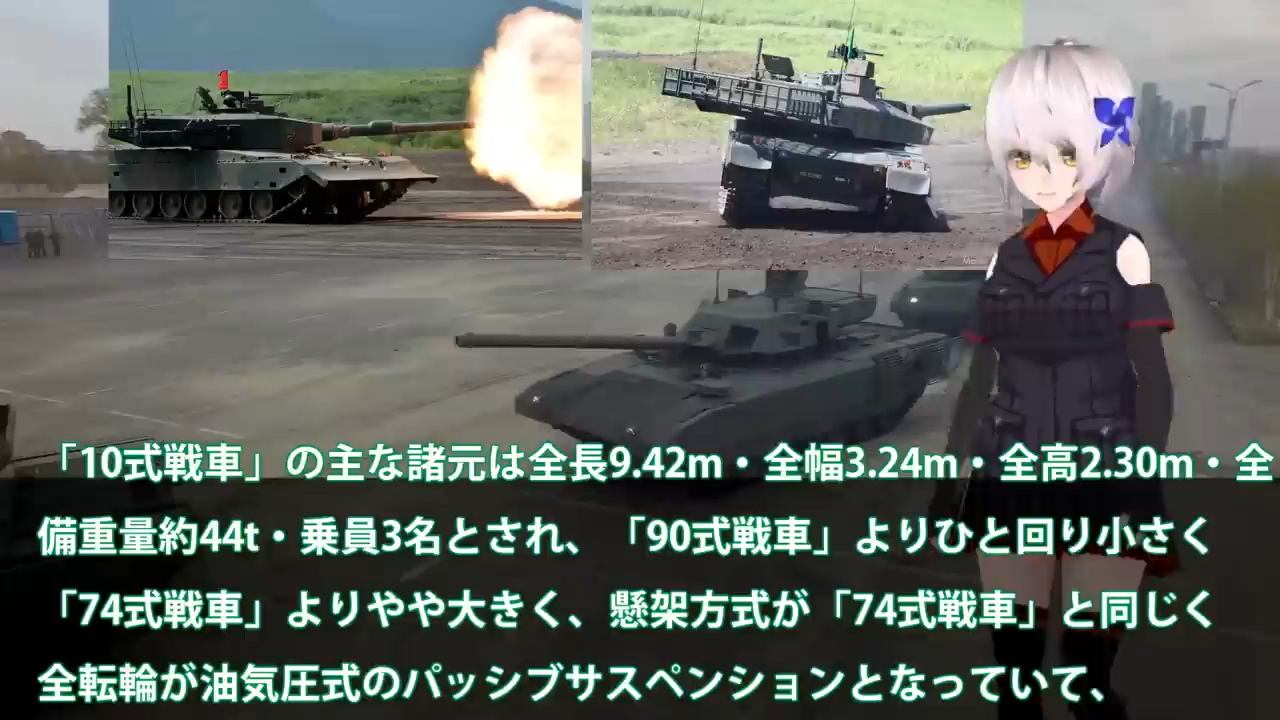 「10式戦車」の主な諸元は全長9.42m・全幅3.24m・全高2.30m・全
備重量約44t・乗員3名とされ、「90式戦車」よりひと回り小さく
「74式戦車」よりやや大きく、懸架方式が「74式戦車」と同じく
全転輪が油気圧式のパッシブサスペンションとなっていて、